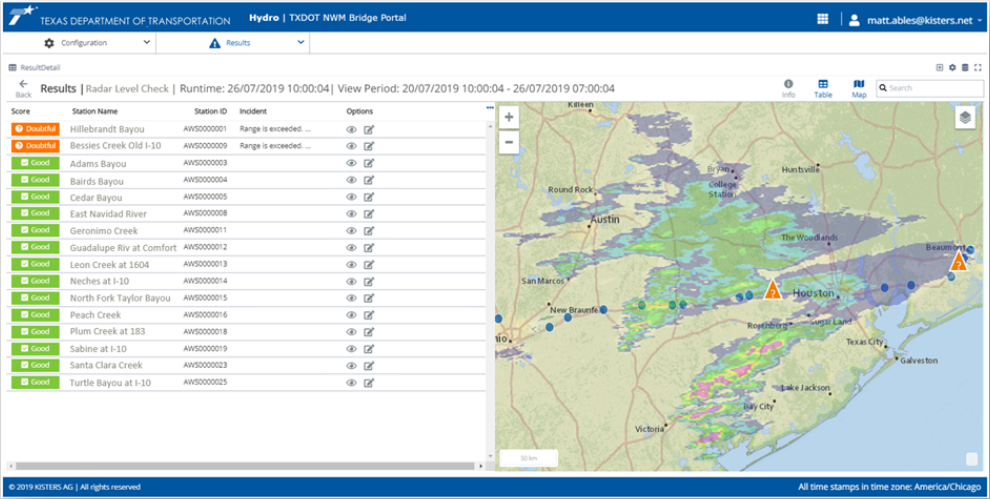 TEXAS DEPARTMENT OF TRANSPORTATION Hydro | TXDOT NWM Bridge Portal
matt.ables@kisters.net
Configuration
Results
ResultDetail
Back
Results | Radar Level Check | Runtime: 26/07/2019 10:00:04| View Period: 20/07/2019 10:00:04 - 26/07/2019 07:00:04
Info
Table
Map
Search
Score Station Name Station ID Incident Options
Doubtful Hillebrandt Bayou AWS0000001 Range is exceeded. ...
Doubtful Bessies Creek Old I-10 AWS0000009 Range is exceeded. ...
Good Adams Bayou AWS0000003
Good Bairds Bayou AWS0000004
Good Cedar Bayou AWS0000005
Good East Navidad River AWS0000008
Good Geronimo Creek AWS0000011
Good Guadalupe Riv at Comfort AWS0000012
Good Leon Creek at 1604 AWS0000013
Good Neches at I-10 AWS0000014
Good North Fork Taylor Bayou AWS0000015
Good Peach Creek AWS0000016
Good Plum Creek at 183 AWS0000018
Good Sabine at I-10 AWS0000019
Good Santa Clara Creek AWS0000023
Good Turtle Bayou at I-10 AWS0000025
Killeen
Bryan
College
Station
Huntsville
Round Rock
Austin
The Woodlands
Beaumont
San Marcos
Houston
New Braunfe
nio
Rosenberg
Sugar Land
Texas City
Galveston
Lake Jackson
Bay City
Victoria
50 km
© 2019 KISTERS AG | All rights reserved
All time stamps in time zone: America/Chicago